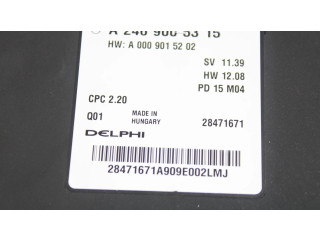 A 246 900 53 15
HW: A 000 901 52 02
SV 11.39
HW 12.08
PD 15 M04
CPC 2.20
Q01 MADE IN HUNGARY 28471671
DELPHI
28471671A909E002LMJ